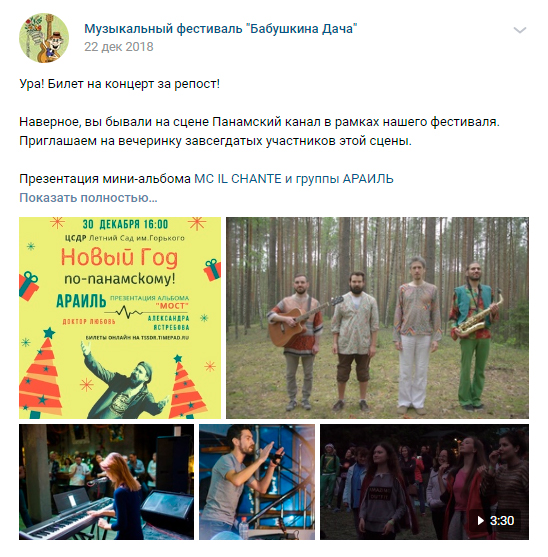 Музыкальный фестиваль "Бабушкина Дача"
22 дек 2018
Ура! Билет на концерт за репост!
Наверное, вы бывали на сцене Панамский канал в рамках нашего фестиваля.
Приглашаем на вечеринку завсегдатых участников этой сцены.
Презентация мини-альбома MC IL CHANTE и группы АРАИЛЬ
Показать полностью…
30 ДЕКАБРЯ 16:00
ЦСДР Летний Сад им.Горького
Новый Год
по-панамскому!
АРАИЛЬ ПРЕЗЕНТАЦИЯ АЛЬБОМА
"МОСТ"
ДОКТОР ЛЮБОВЬ
АЛЕКСАНДРА
ЯСТРЕБОВА
БИЛЕТЫ ОНЛАЙН НА TSSDR.TIMEPAD.RU
3:30